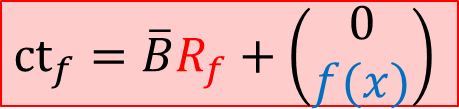 ct_f = B̄R_f + (0
f(x))